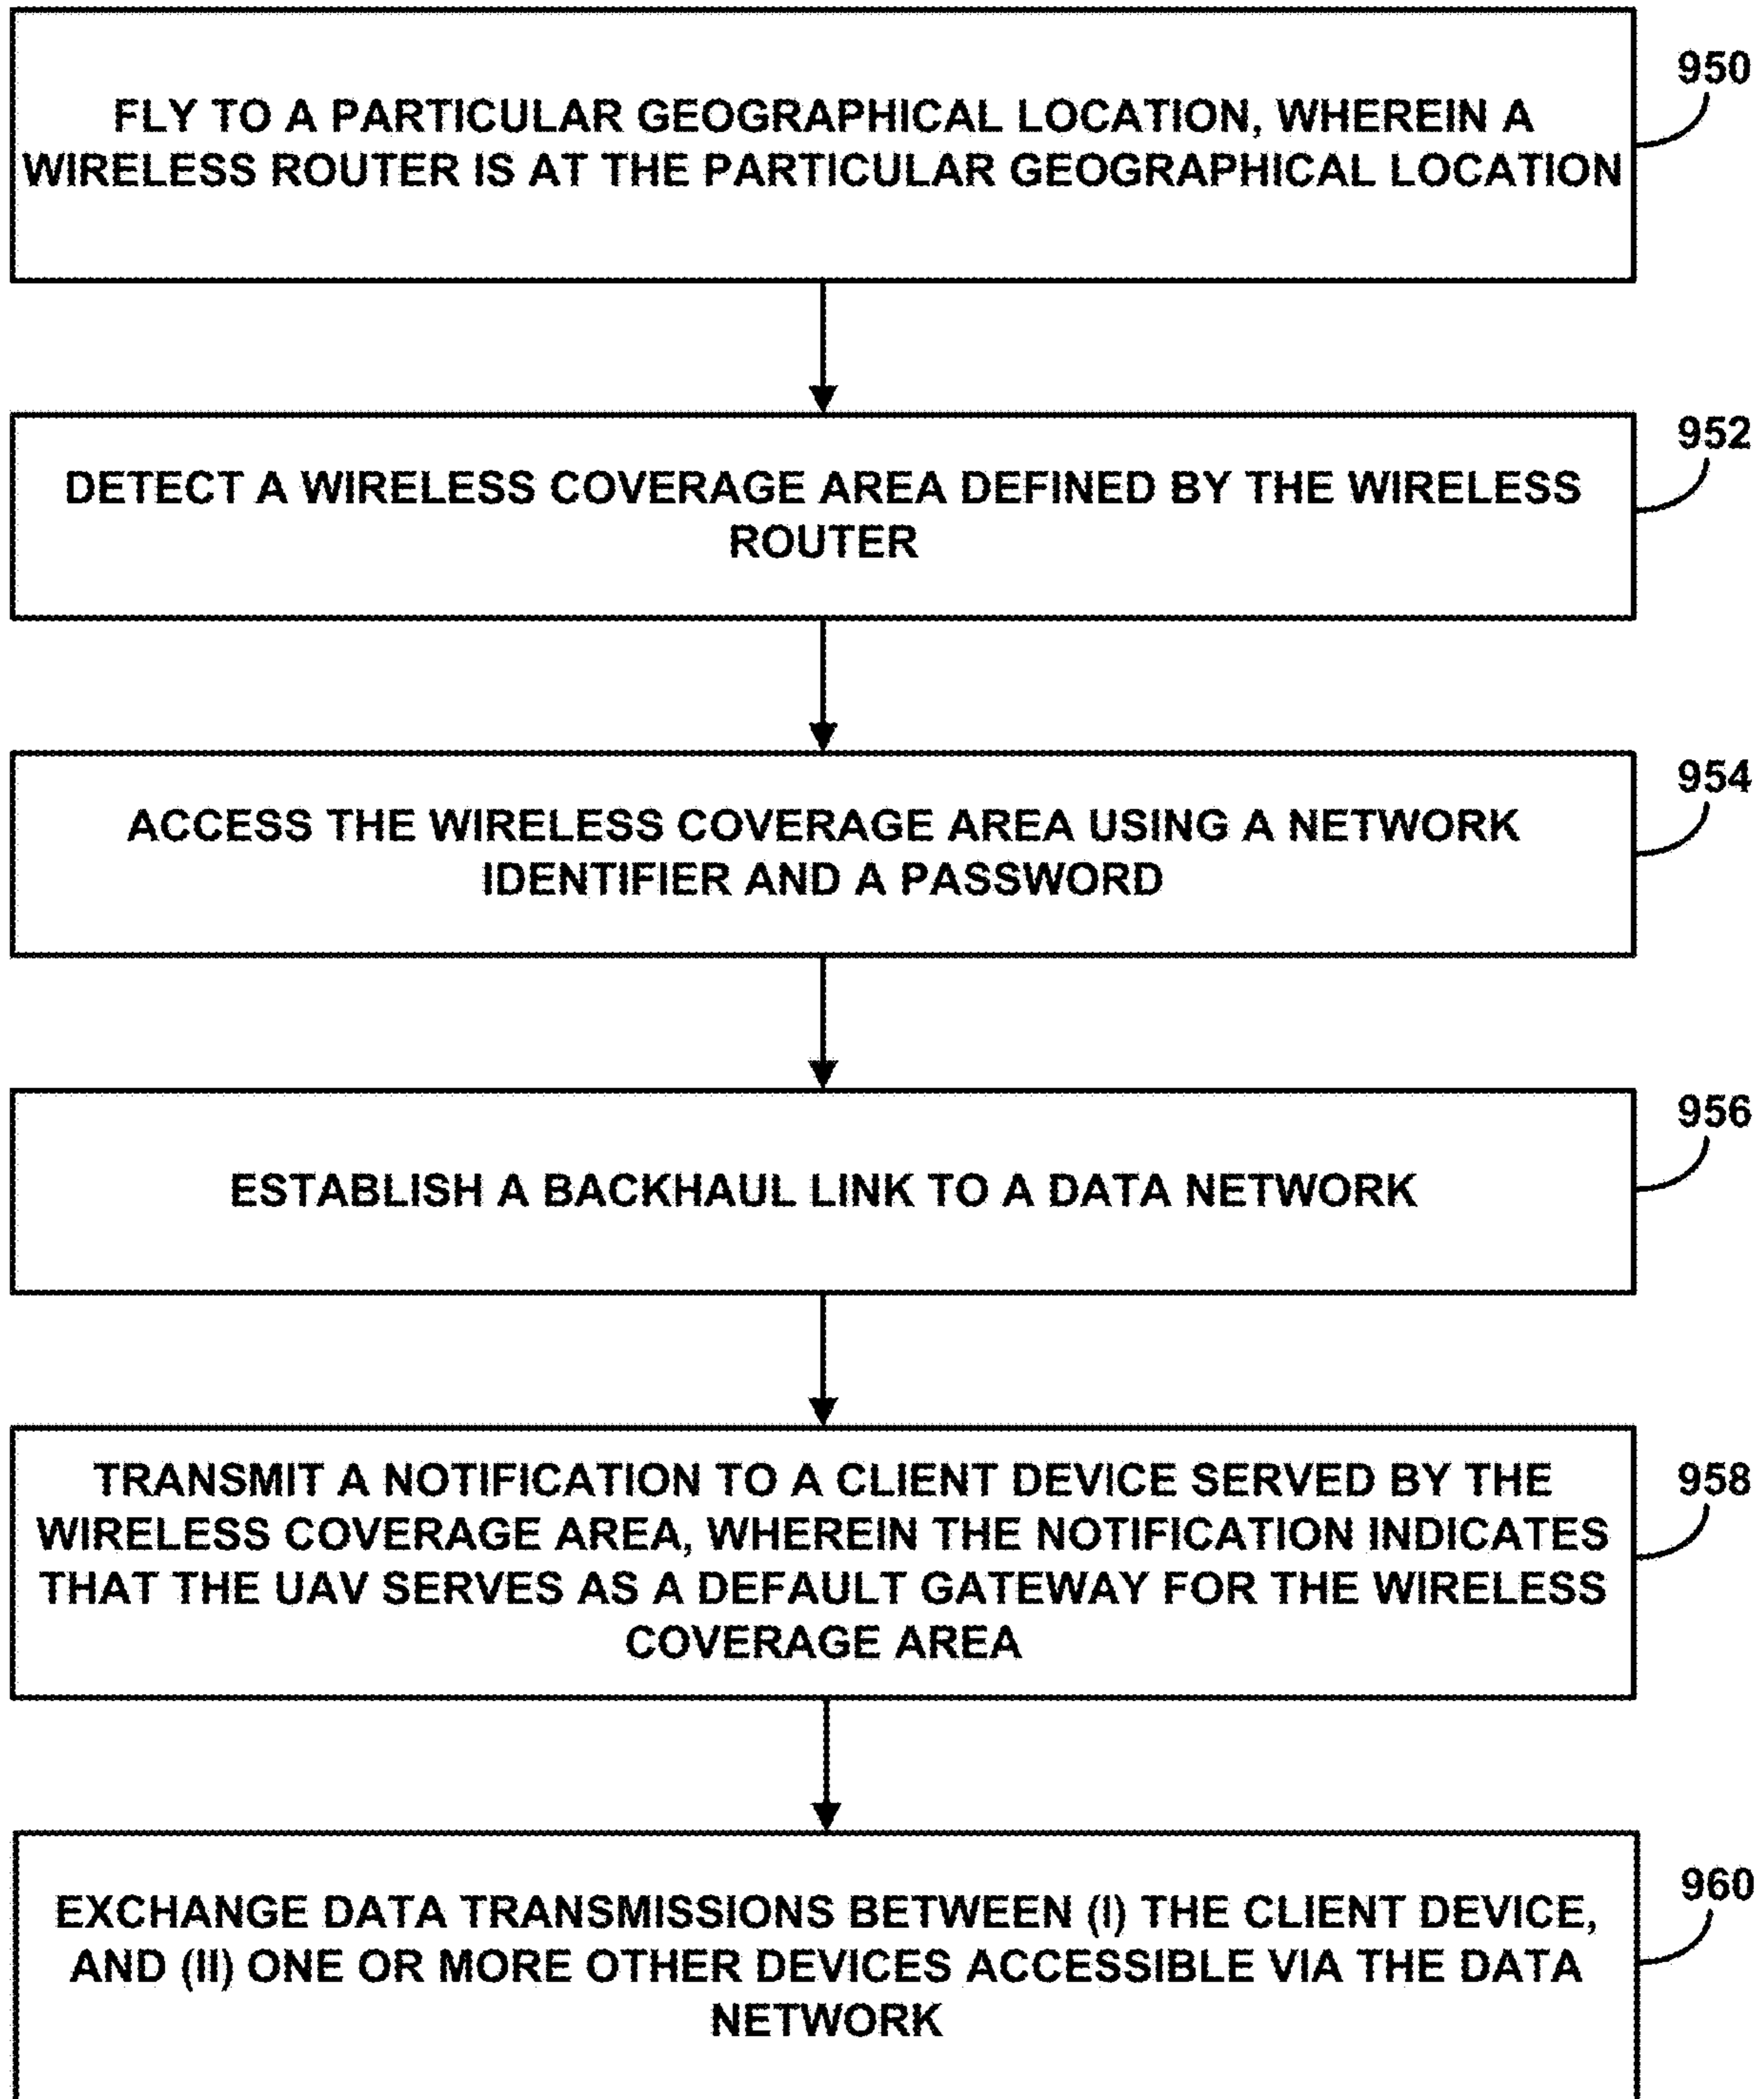 950
FLY TO A PARTICULAR GEOGRAPHICAL LOCATION, WHEREIN A
WIRELESS ROUTER IS AT THE PARTICULAR GEOGRAPHICAL LOCATION
952
DETECT A WIRELESS COVERAGE AREA DEFINED BY THE WIRELESS
ROUTER
954
ACCESS THE WIRELESS COVERAGE AREA USING A NETWORK
IDENTIFIER AND A PASSWORD
956
ESTABLISH A BACKHAUL LINK TO A DATA NETWORK
958
TRANSMIT A NOTIFICATION TO A CLIENT DEVICE SERVED BY THE
WIRELESS COVERAGE AREA, WHEREIN THE NOTIFICATION INDICATES
THAT THE UAV SERVES AS A DEFAULT GATEWAY FOR THE WIRELESS
COVERAGE AREA
960
EXCHANGE DATA TRANSMISSIONS BETWEEN (I) THE CLIENT DEVICE,
AND (II) ONE OR MORE OTHER DEVICES ACCESSIBLE VIA THE DATA
NETWORK